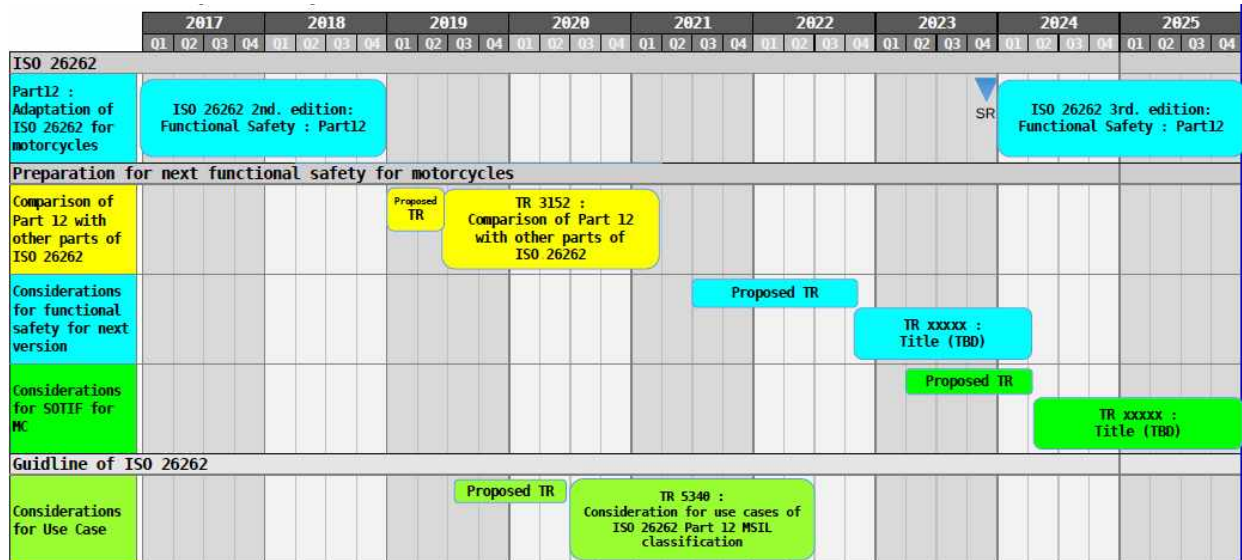 2017 2018 2019 2020 2021 2022 2023 2024 2025
Q1 Q2 Q3 Q4 Q1 Q2 Q3 Q4 Q1 Q2 Q3 Q4 Q1 Q2 Q3 Q4 Q1 Q2 Q3 Q4 Q1 Q2 Q3 Q4 Q1 Q2 Q3 Q4 Q1 Q2 Q3 Q4 Q1 Q2 Q3 Q4
ISO 26262
Part12 :
Adaptation of
ISO 26262 for
motorcycles
ISO 26262 2nd. edition:
Functional Safety : Part12
SR
ISO 26262 3rd. edition:
Functional Safety : Part12
Preparation for next functional safety for motorcycles
Comparison of
Part 12 with
other parts of
ISO 26262
Proposed
TR
TR 3152 :
Comparison of Part 12
with other parts of
ISO 26262
Considerations
for functional
safety for next
version
Proposed TR
TR xxxxx :
Title (TBD)
Considerations
for SOTIF for
MC
Proposed TR
TR xxxxx :
Title (TBD)
Guidline of ISO 26262
Considerations
for Use Case
Proposed TR
TR 5340 :
Consideration for use cases of
ISO 26262 Part 12 MSIL
classification